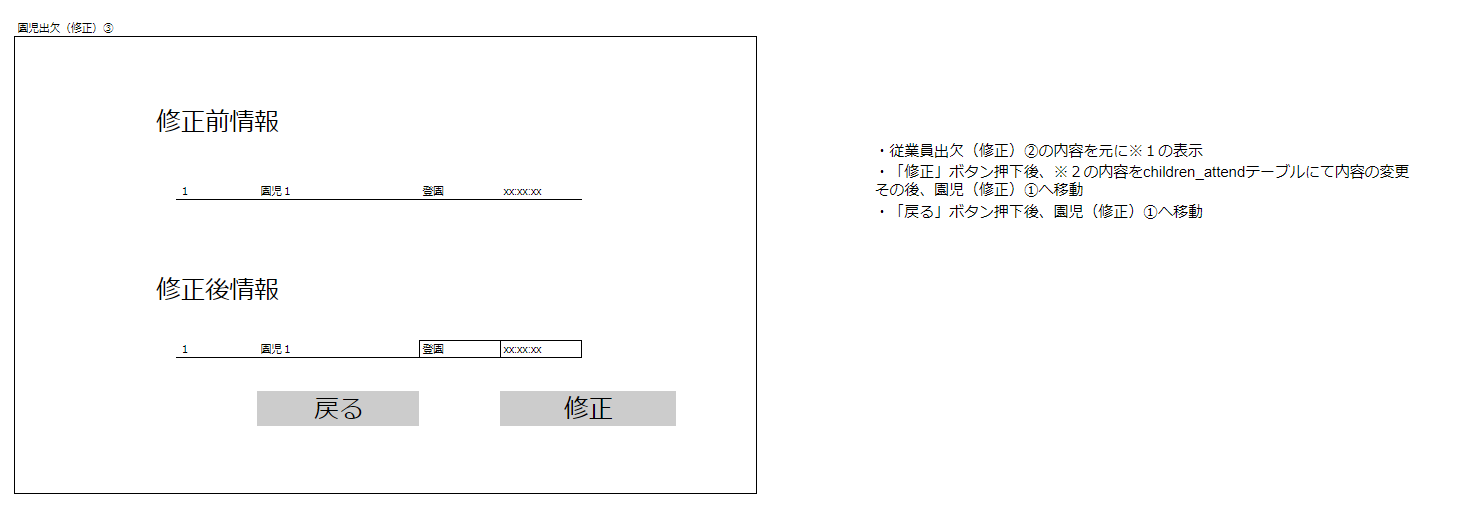 園児出欠（修正）③
修正前情報
1 園児１ 登園 xx:xx:xx
修正後情報
1 園児１ 登園 xx:xx:xx
戻る 修正
・従業員出欠（修正）②の内容を元に※１の表示
・「修正」ボタン押下後、※２の内容をchildren_attendテーブルにて内容の変更
その後、園児（修正）①へ移動
・「戻る」ボタン押下後、園児（修正）①へ移動